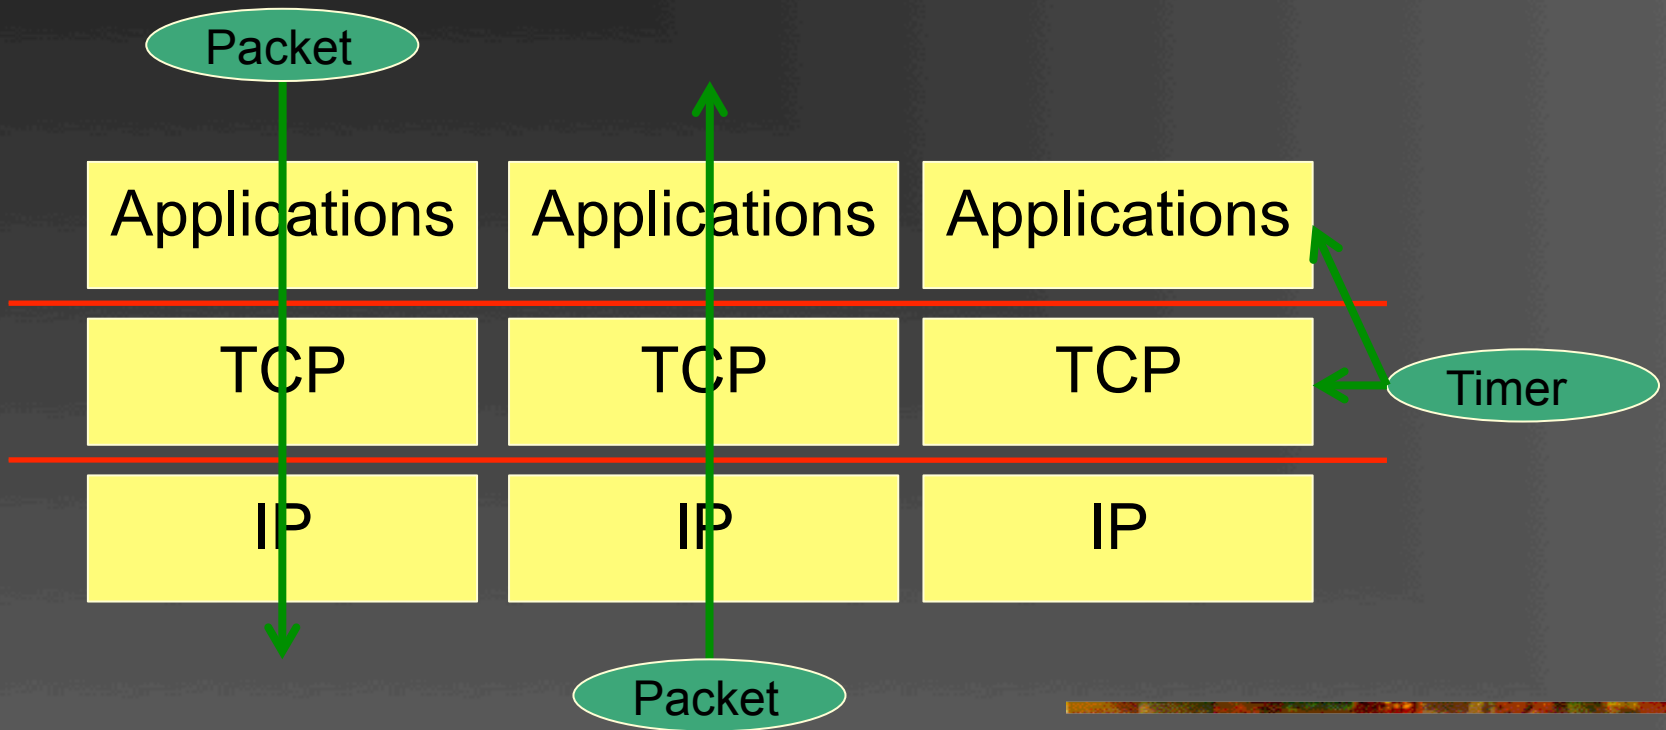 Packet
Applications
Applications
Applications
TCP
TCP
TCP
Timer
IP
IP
IP
Packet